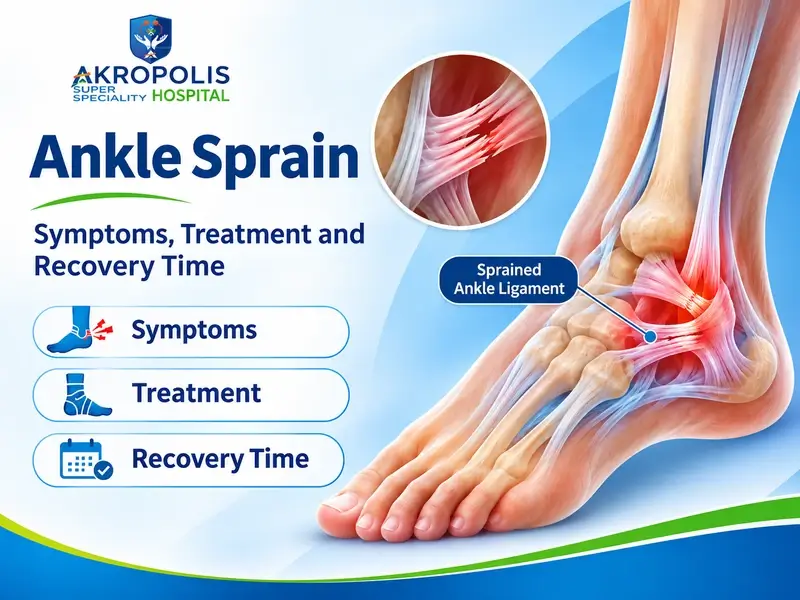 AKROPOLIS
SUPER
SPECIALITY HOSPITAL
Ankle Sprain
Symptoms, Treatment and
Recovery Time
Symptoms
Treatment
Recovery Time
Sprained
Ankle Ligament